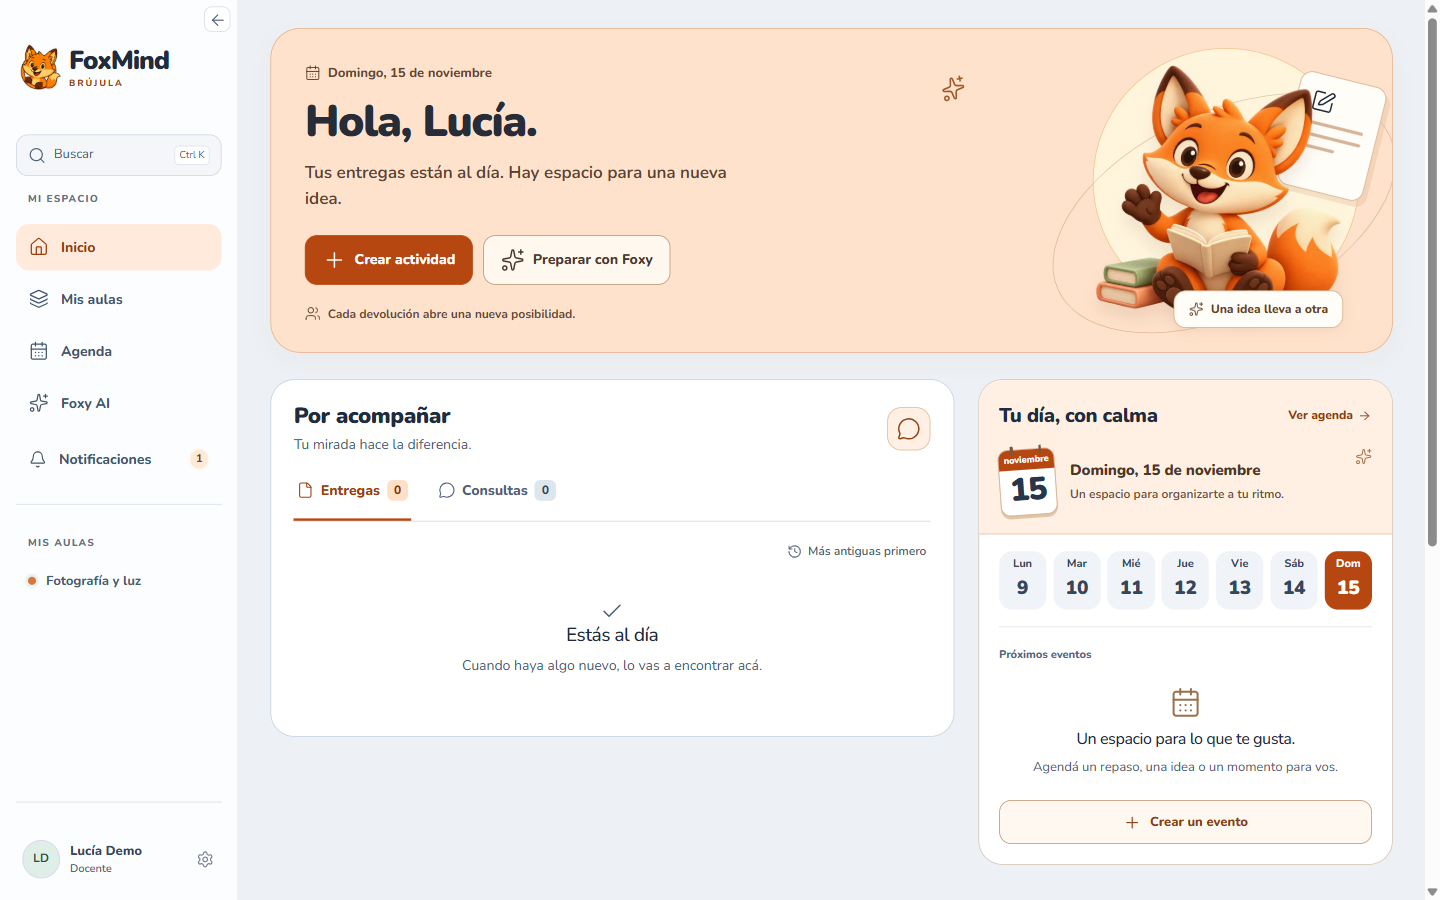 FoxMind
BRÚJULA
Buscar
Ctrl K
MI ESPACIO
Inicio
Mis aulas
Agenda
Foxy AI
Notificaciones
1
MIS AULAS
Fotografía y luz
LD
Lucía Demo
Docente
Domingo, 15 de noviembre
Hola, Lucía.
Tus entregas están al día. Hay espacio para una nueva
idea.
Crear actividad
Preparar con Foxy
Cada devolución abre una nueva posibilidad.
Una idea lleva a otra
Por acompañar
Tu mirada hace la diferencia.
Entregas 0
Consultas 0
Más antiguas primero
Estás al día
Cuando haya algo nuevo, lo vas a encontrar acá.
Tu día, con calma
Ver agenda
noviembre
15
Domingo, 15 de noviembre
Un espacio para organizarte a tu ritmo.
Lun Mar Mié Jue Vie Sáb Dom
9 10 11 12 13 14 15
Próximos eventos
Un espacio para lo que te gusta.
Agendá un repaso, una idea o un momento para vos.
Crear un evento